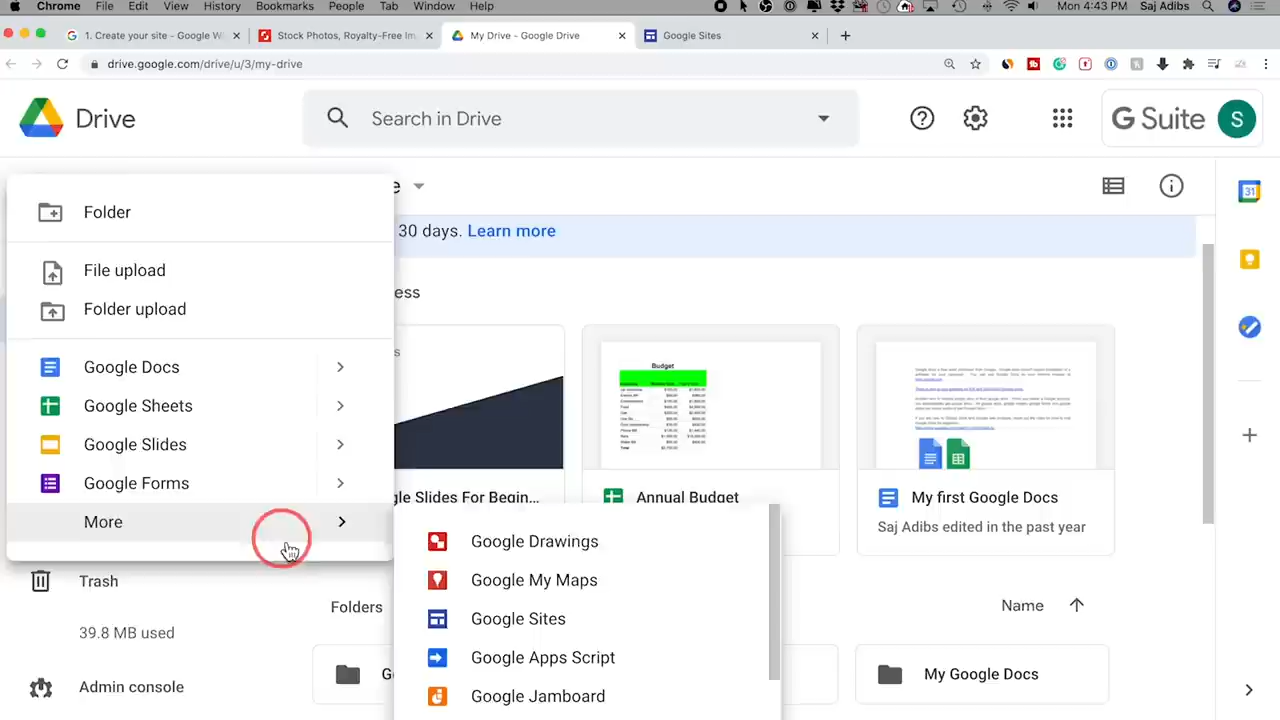 Chrome File Edit View History Bookmarks People Tab Window Help Mon 4:43 PM Saj Adibs
1. Create your site - Google W
Stock Photos, Royalty-Free Im
My Drive - Google Drive
Google Sites
drive.google.com/drive/u/3/my-drive
Drive
Search in Drive
G Suite S
Folder
e
File upload
30 days. Learn more
Folder upload
ess
Google Docs
Google Sheets
Google Slides
Google Forms
More
s
Budget
gle Slides For Begin...
Annual Budget
My first Google Docs
Saj Adibs edited in the past year
Google Drawings
Google My Maps
Google Sites
Google Apps Script
Google Jamboard
Trash
39.8 MB used
Admin console
Folders
Name
G
My Google Docs
31